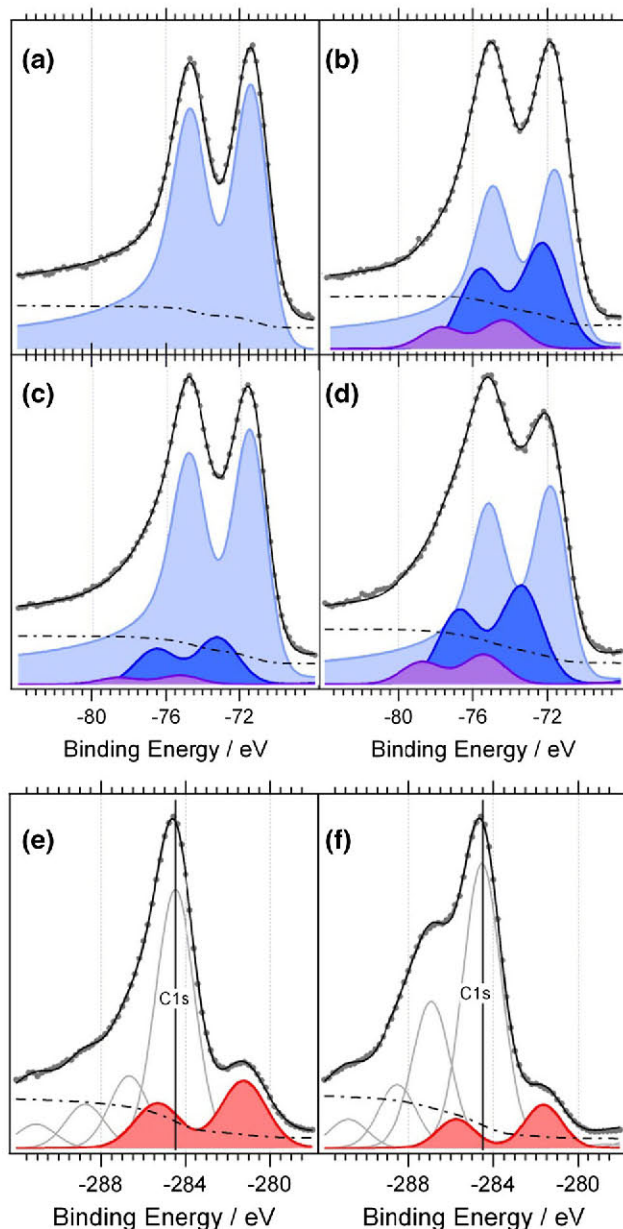 (a) (b)
(c) (d)
-80 -76 -72 -80 -76 -72
Binding Energy / eV Binding Energy / eV
(e) (f)
C1s C1s
-288 -284 -280 -288 -284 -280
Binding Energy / eV Binding Energy / eV